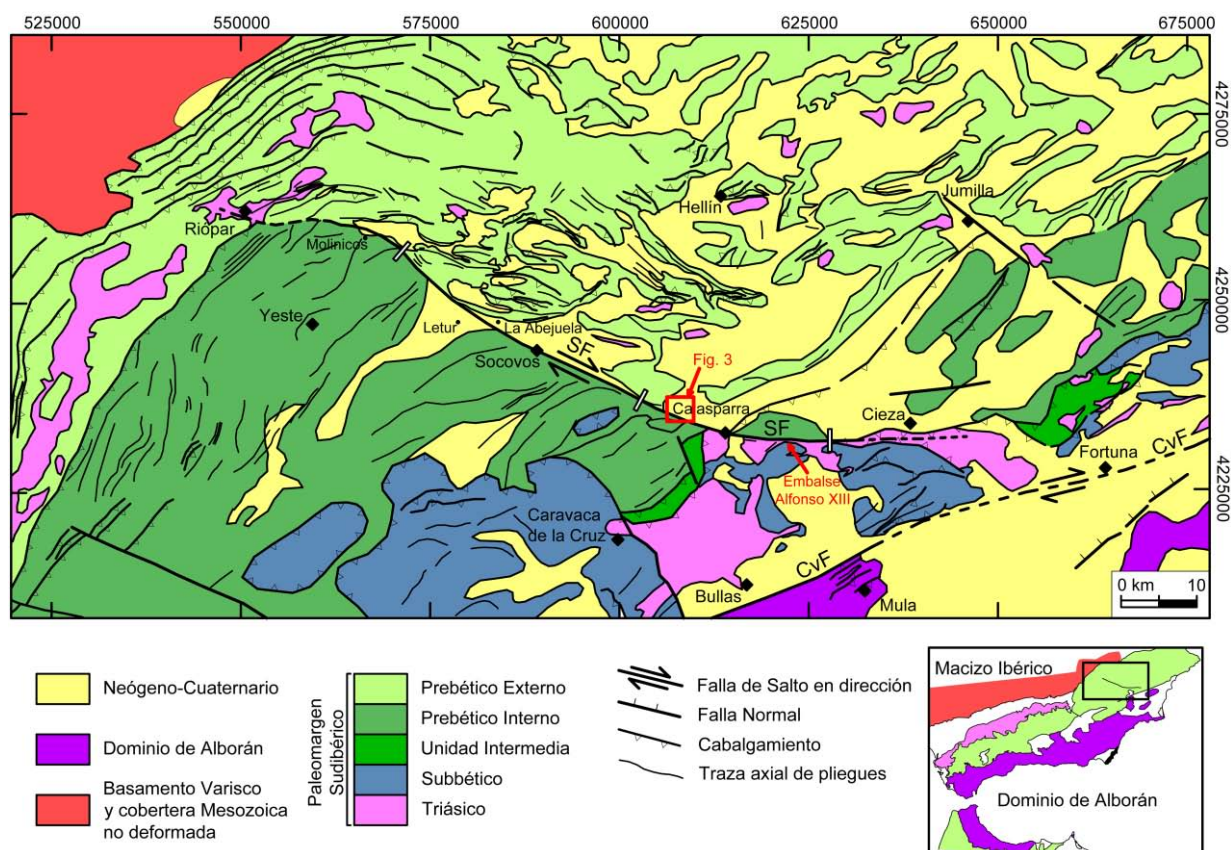 525000 550000 575000 600000 625000 650000 675000
4275000
4250000
4225000
Riopar
Molinicos
Hellín
Jumilla
Yeste
Letur
La Abejuela
Socovos
SF
Fig. 3
Calasparra
SF
Cieza
Embalse
Alfonso XIII
Fortuna
CvF
Caravaca
de la Cruz
CvF
Bullas
Mula
0 km 10
Neógeno-Cuaternario
Dominio de Alborán
Basamento Varisco
y cobertera Mesozoica
no deformada
Paleomargen
Sudibérico
Prebético Externo
Prebético Interno
Unidad Intermedia
Subbético
Triásico
Falla de Salto en dirección
Falla Normal
Cabalgamiento
Traza axial de pliegues
Macizo Ibérico
Dominio de Alborán